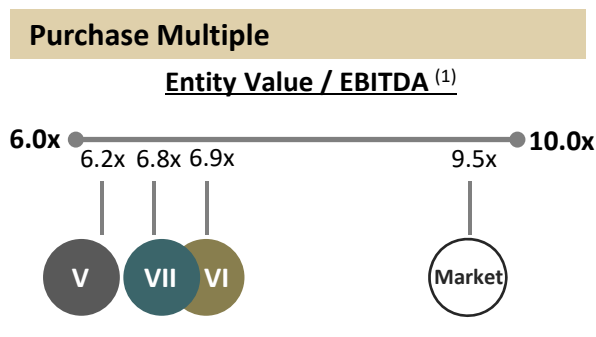 Purchase Multiple
Entity Value / EBITDA (1)
6.0x 10.0x
6.2x 6.8x 6.9x 9.5x
V VII VI Market